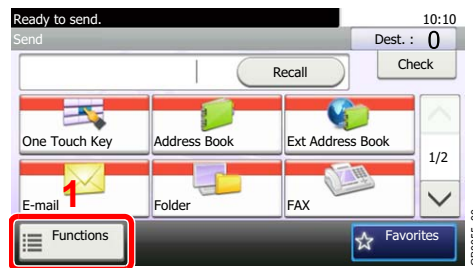 Ready to send.
10:10
Send
Dest. : 0
Recall
Check
One Touch Key
Address Book
Ext Address Book
1/2
E-mail
1
Folder
FAX
Functions
Favorites